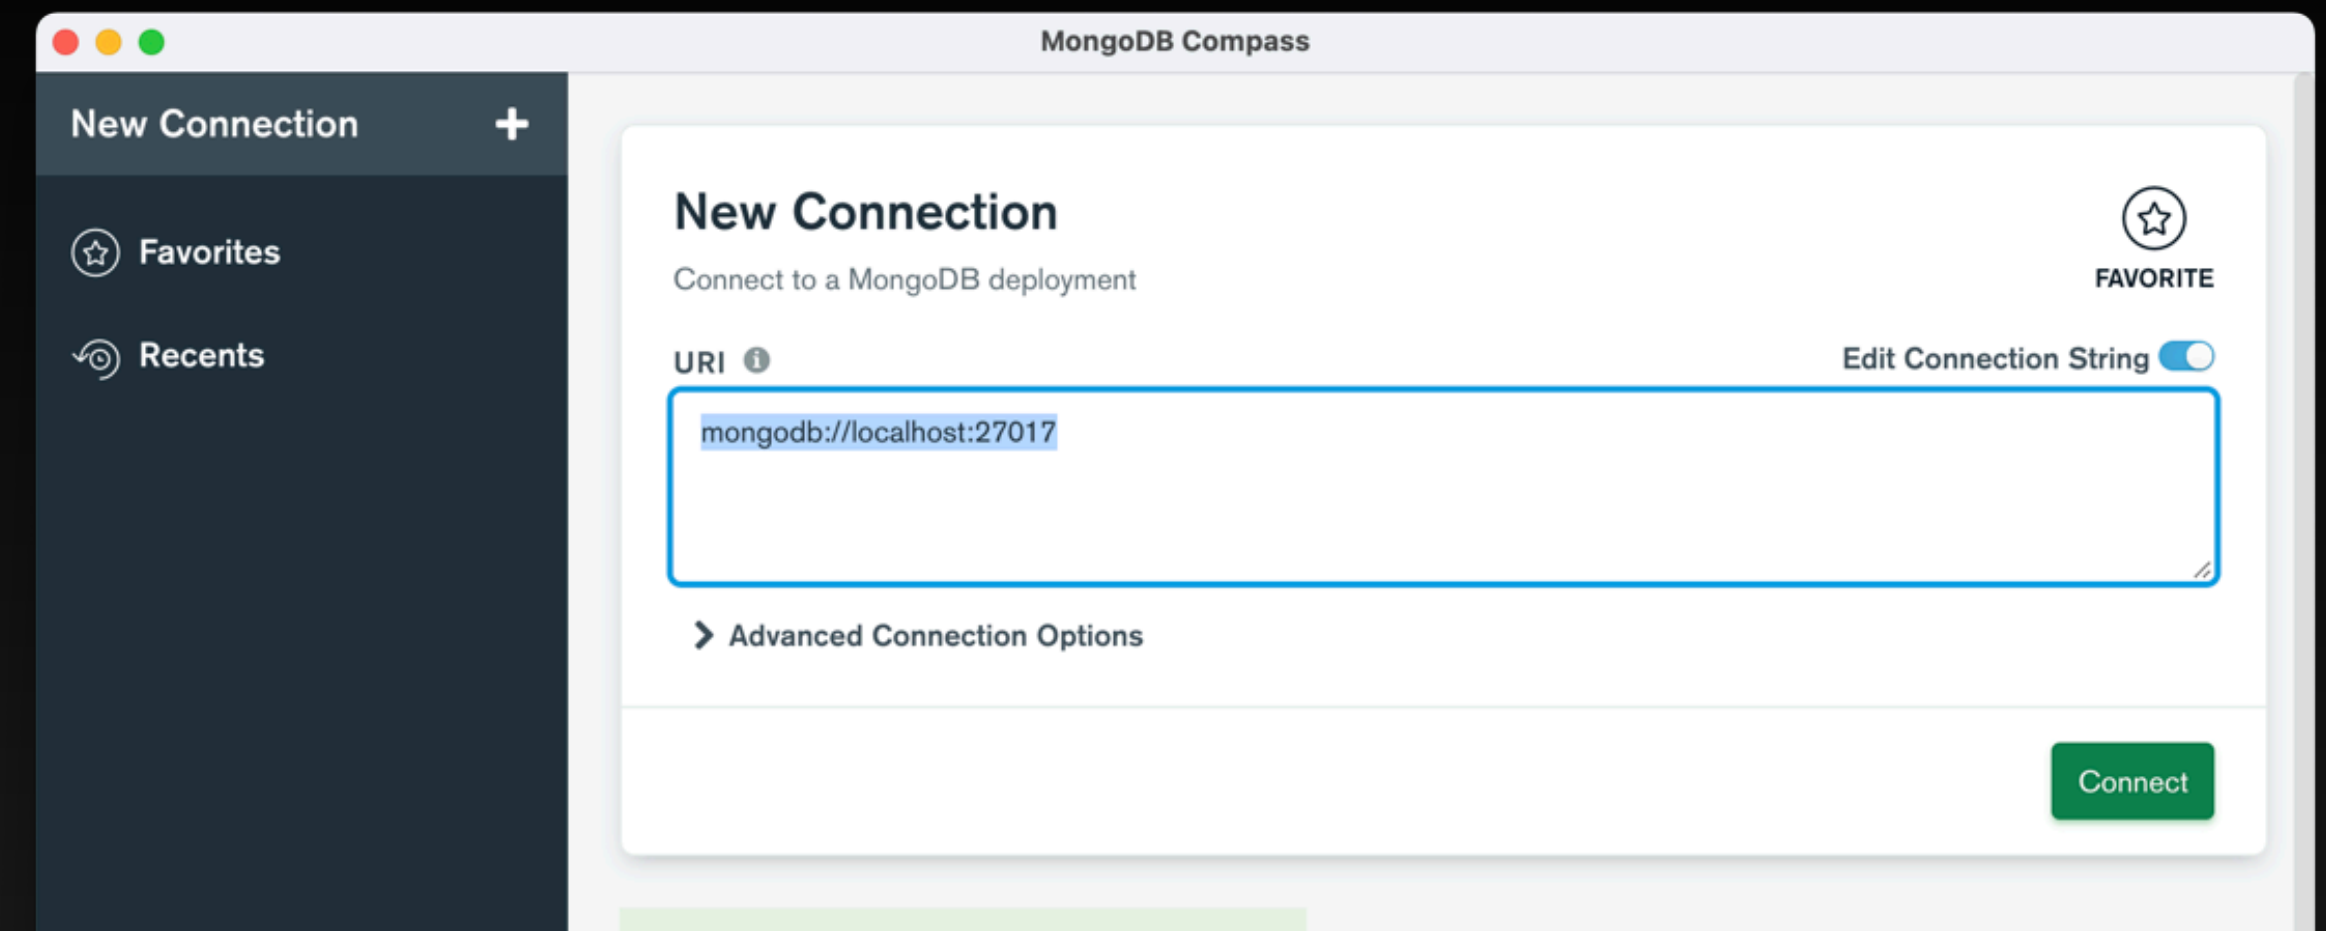 MongoDB Compass
New Connection
Favorites
Recents
New Connection
Connect to a MongoDB deployment
FAVORITE
URI
Edit Connection String
mongodb://localhost:27017
Advanced Connection Options
Connect